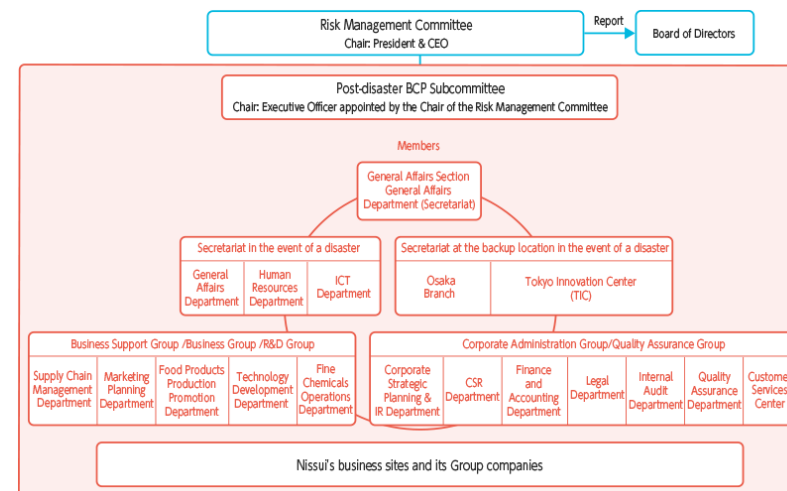 Risk Management Committee
Chair: President & CEO
Report
Board of Directors
Post-disaster BCP Subcommittee
Chair: Executive Officer appointed by the Chair of the Risk Management Committee
Members
General Affairs Section
General Affairs
Department (Secretariat)
Secretariat in the event of a disaster
General
Affairs
Department
Human
Resources
Department
ICT
Department
Secretariat at the backup location in the event of a disaster
Osaka
Branch
Tokyo Innovation Center
(TIC)
Business Support Group /Business Group /R&D Group
Supply Chain
Management
Department
Marketing
Planning
Department
Food Products
Production
Promotion
Department
Technology
Development
Department
Fine
Chemicals
Operations
Department
Corporate Administration Group/Quality Assurance Group
Corporate
Strategic
Planning &
IR Department
CSR
Department
Finance
and
Accounting
Department
Legal
Department
Internal
Audit
Department
Quality
Assurance
Department
Customer
Services
Center
Nissui's business sites and its Group companies